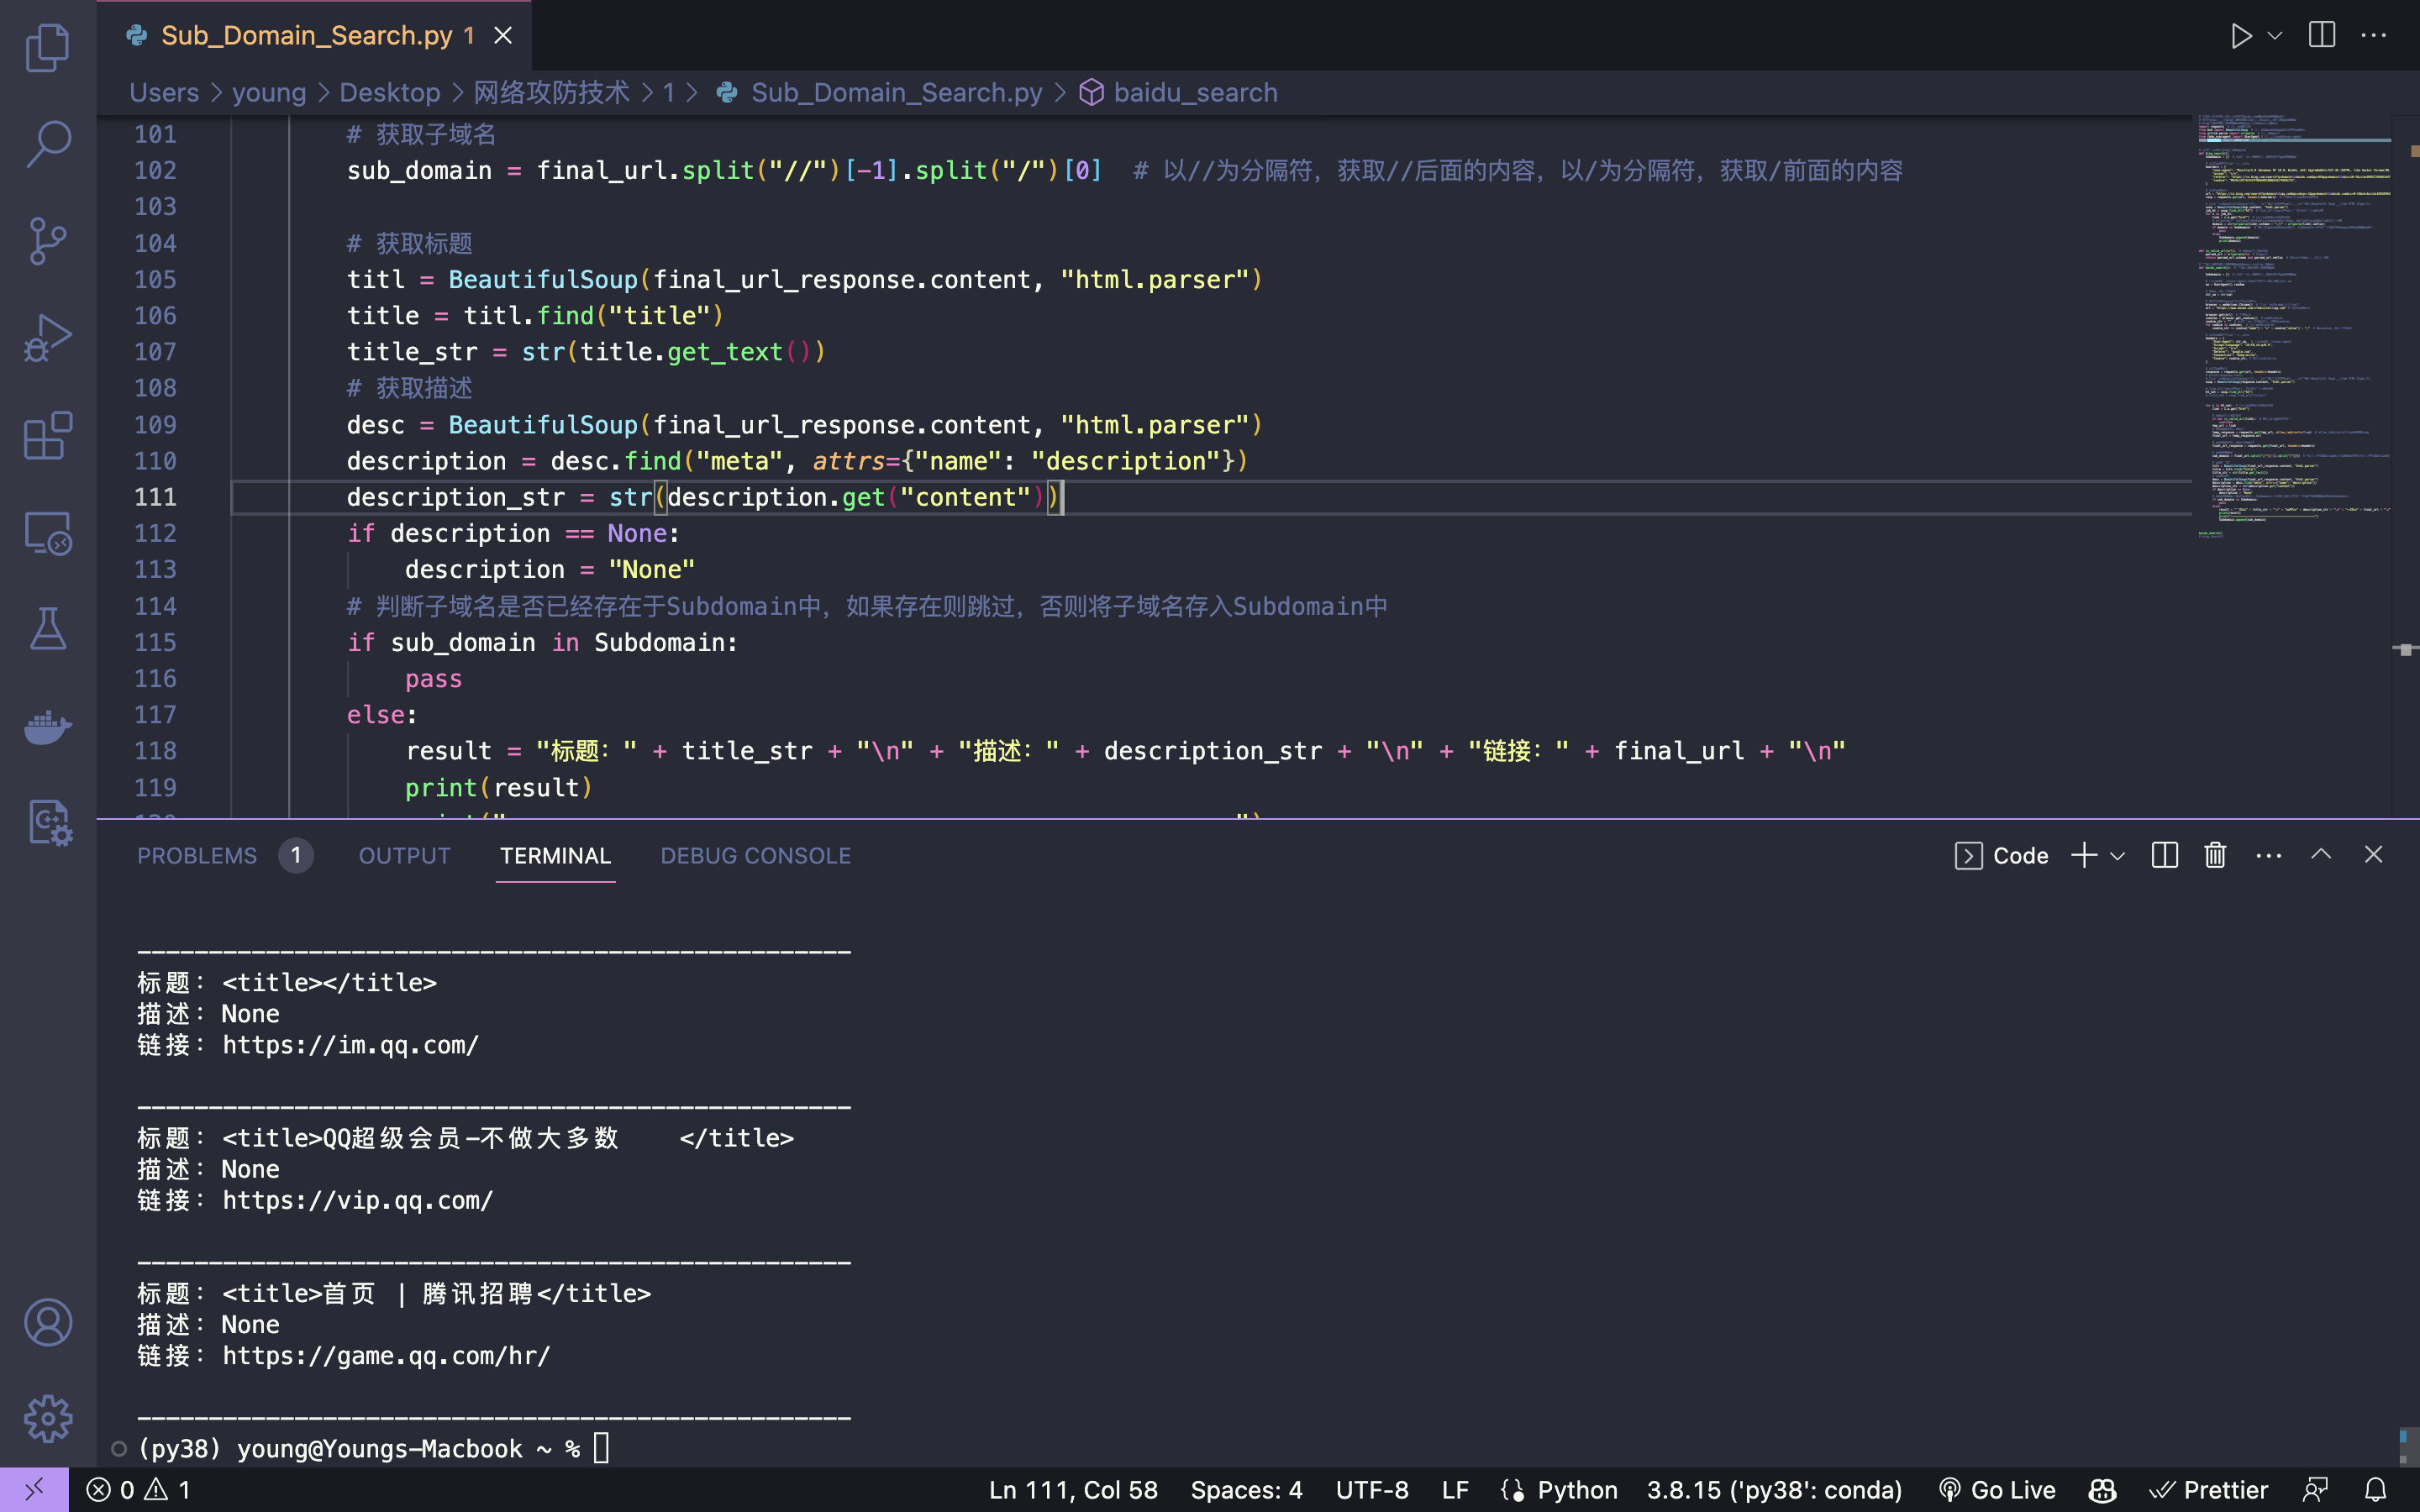 Sub_Domain_Search.py 1
Users > young > Desktop > 网络攻防技术 > 1 > Sub_Domain_Search.py > baidu_search
101 # 获取子域名
102 sub_domain = final_url.split("//")[-1].split("/")[0]  # 以//为分隔符，获取//后面的内容，以/为分隔符，获取/前面的内容
103
104 # 获取标题
105 titl = BeautifulSoup(final_url_response.content, "html.parser")
106 title = titl.find("title")
107 title_str = str(title.get_text())
108 # 获取描述
109 desc = BeautifulSoup(final_url_response.content, "html.parser")
110 description = desc.find("meta", attrs={"name": "description"})
111 description_str = str(description.get("content"))
112 if description == None:
113 description = "None"
114 # 判断子域名是否已经存在于Subdomain中，如果存在则跳过，否则将子域名存入Subdomain中
115 if sub_domain in Subdomain:
116 pass
117 else:
118 result = "标题：" + title_str + "\n" + "描述：" + description_str + "\n" + "链接：" + final_url + "\n"
119 print(result)
PROBLEMS 1 OUTPUT TERMINAL DEBUG CONSOLE Code
__________________________________________________
标题：<title></title>
描述：None
链接：https://im.qq.com/
__________________________________________________
标题：<title>QQ超级会员-不做大多数    </title>
描述：None
链接：https://vip.qq.com/
__________________________________________________
标题：<title>首页 | 腾讯招聘</title>
描述：None
链接：https://game.qq.com/hr/
__________________________________________________
(py38) young@Youngs-Macbook ~ %
0 1 Ln 111, Col 58 Spaces: 4 UTF-8 LF Python 3.8.15 ('py38': conda) Go Live Prettier